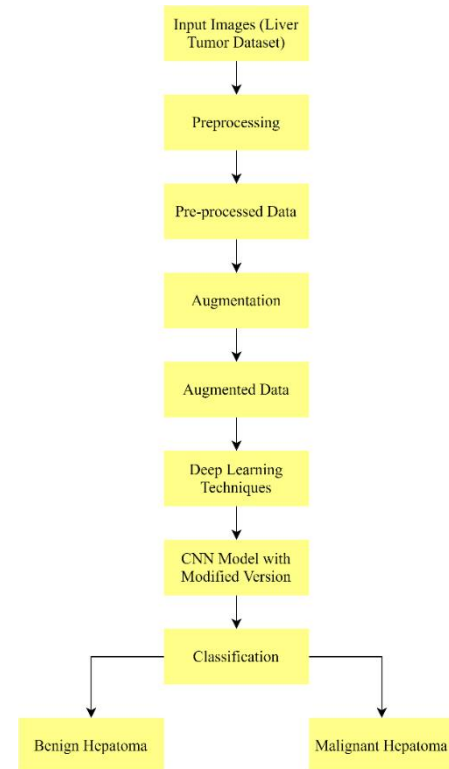 Input Images (Liver
Tumor Dataset)
Preprocessing
Pre-processed Data
Augmentation
Augmented Data
Deep Learning
Techniques
CNN Model with
Modified Version
Classification
Benign Hepatoma
Malignant Hepatoma